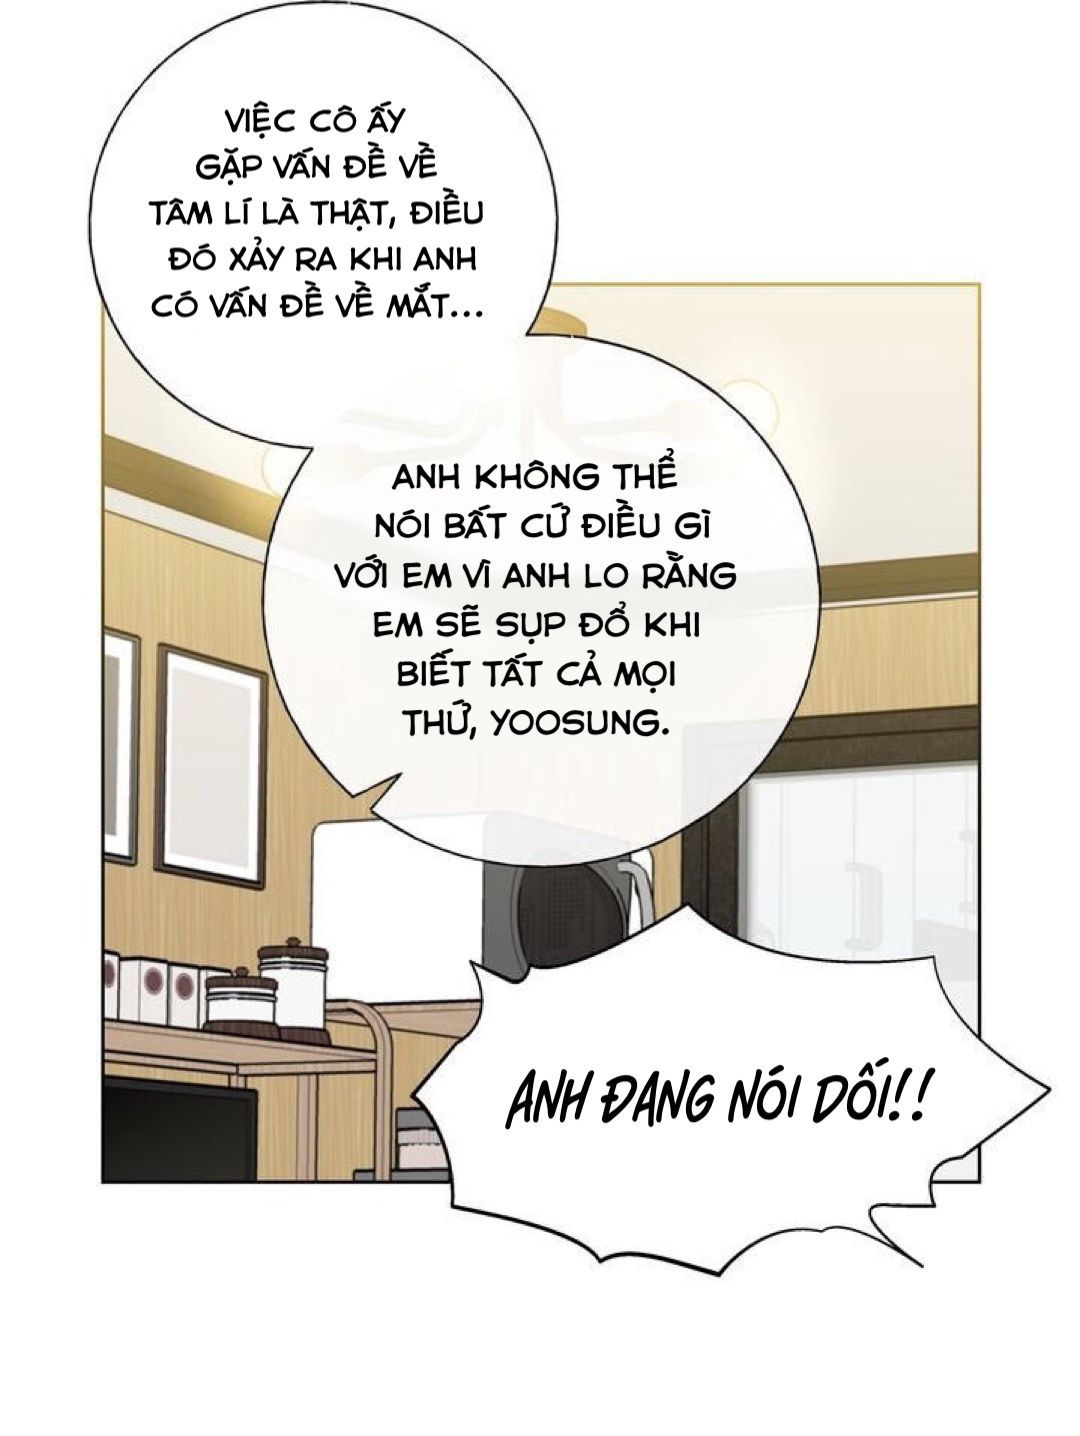 VIỆC CÔ ẤY
GẶP VẤN ĐỀ VỀ
TÂM LÍ LÀ THẬT, ĐIỀU
ĐÓ XẢY RA KHI ANH
CÓ VẤN ĐỀ VỀ MẮT...
ANH KHÔNG THỂ
NÓI BẤT CỨ ĐIỀU GÌ
VỚI EM VÌ ANH LO RẰNG
EM SẼ SỤP ĐỔ KHI
BIẾT TẤT CẢ MỌI
THỨ, YOOSUNG.
ANH ĐANG NÓI DỐI!!